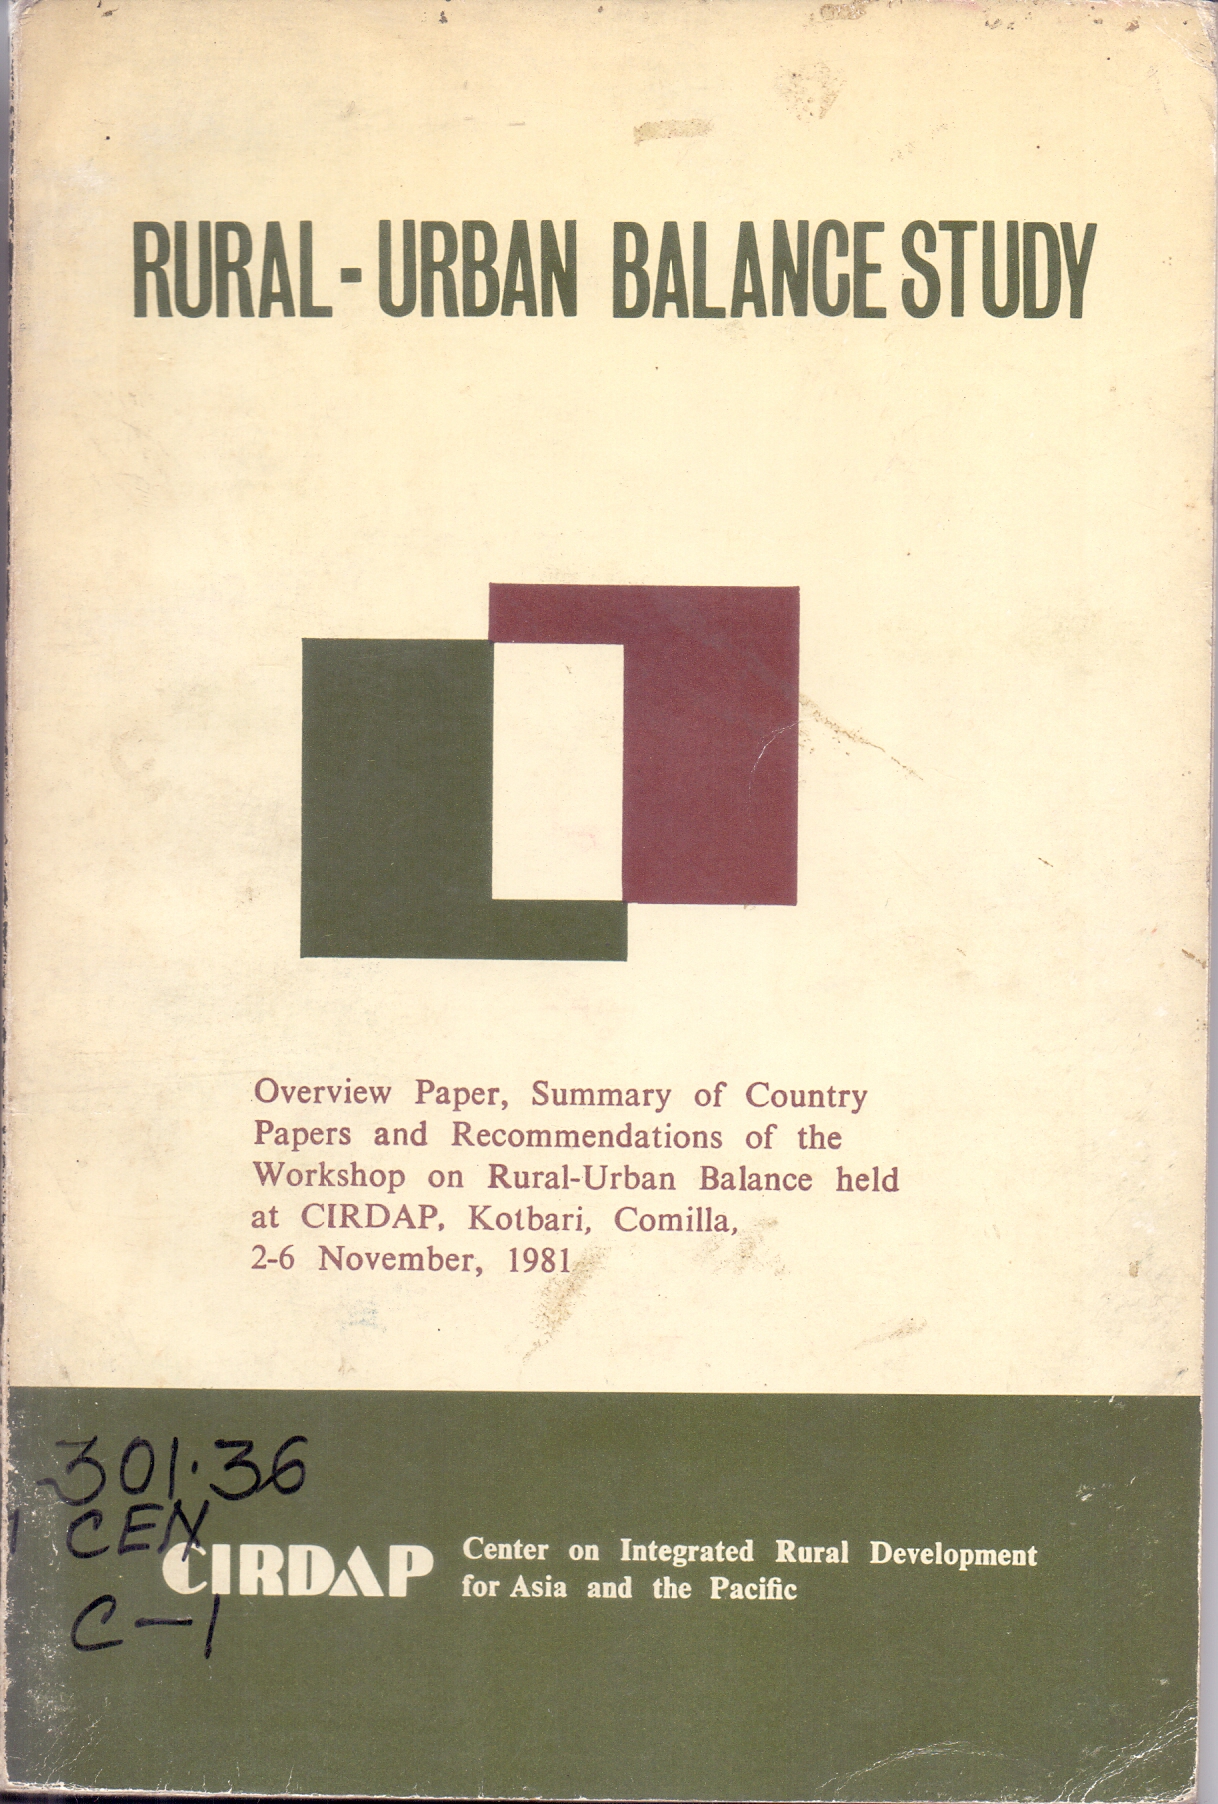 RURAL-URBAN BALANCE STUDY
Overview Paper, Summary of Country
Papers and Recommendations of the
Workshop on Rural-Urban Balance held
at CIRDAP, Kotbari, Comilla,
2-6 November, 1981
301.36
CEN
C-1
CIRDAP
Center on Integrated Rural Development
for Asia and the Pacific